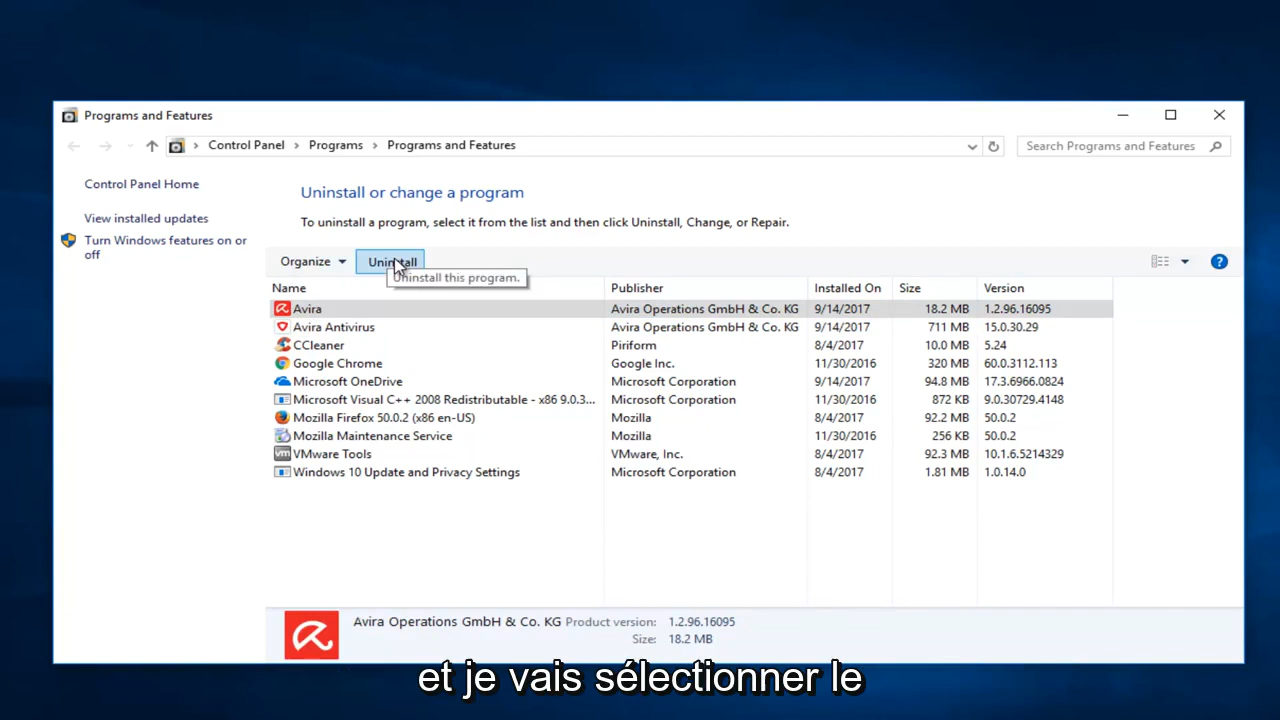 Programs and Features
Control Panel > Programs > Programs and Features
Search Programs and Features
Control Panel Home
View installed updates
Turn Windows features on or
off
Uninstall or change a program
To uninstall a program, select it from the list and then click Uninstall, Change, or Repair.
Organize Uninstall
Uninstall this program.
Name Publisher Installed On Size Version
Avira Avira Operations GmbH & Co. KG 9/14/2017 18.2 MB 1.2.96.16095
Avira Antivirus Avira Operations GmbH & Co. KG 9/14/2017 711 MB 15.0.30.29
CCleaner Piriform 8/4/2017 10.0 MB 5.24
Google Chrome Google Inc. 11/30/2016 320 MB 60.0.3112.113
Microsoft OneDrive Microsoft Corporation 9/14/2017 94.8 MB 17.3.6966.0824
Microsoft Visual C++ 2008 Redistributable - x86 9.0.3... Microsoft Corporation 11/30/2016 872 KB 9.0.30729.4148
Mozilla Firefox 50.0.2 (x86 en-US) Mozilla 8/4/2017 92.2 MB 50.0.2
Mozilla Maintenance Service Mozilla 11/30/2016 256 KB 50.0.2
VMware Tools VMware, Inc. 8/4/2017 92.3 MB 10.1.6.5214329
Windows 10 Update and Privacy Settings Microsoft Corporation 8/4/2017 1.81 MB 1.0.14.0
Avira Operations GmbH & Co. KG Product version: 1.2.96.16095
Size: 18.2 MB
et je vais sélectionner le